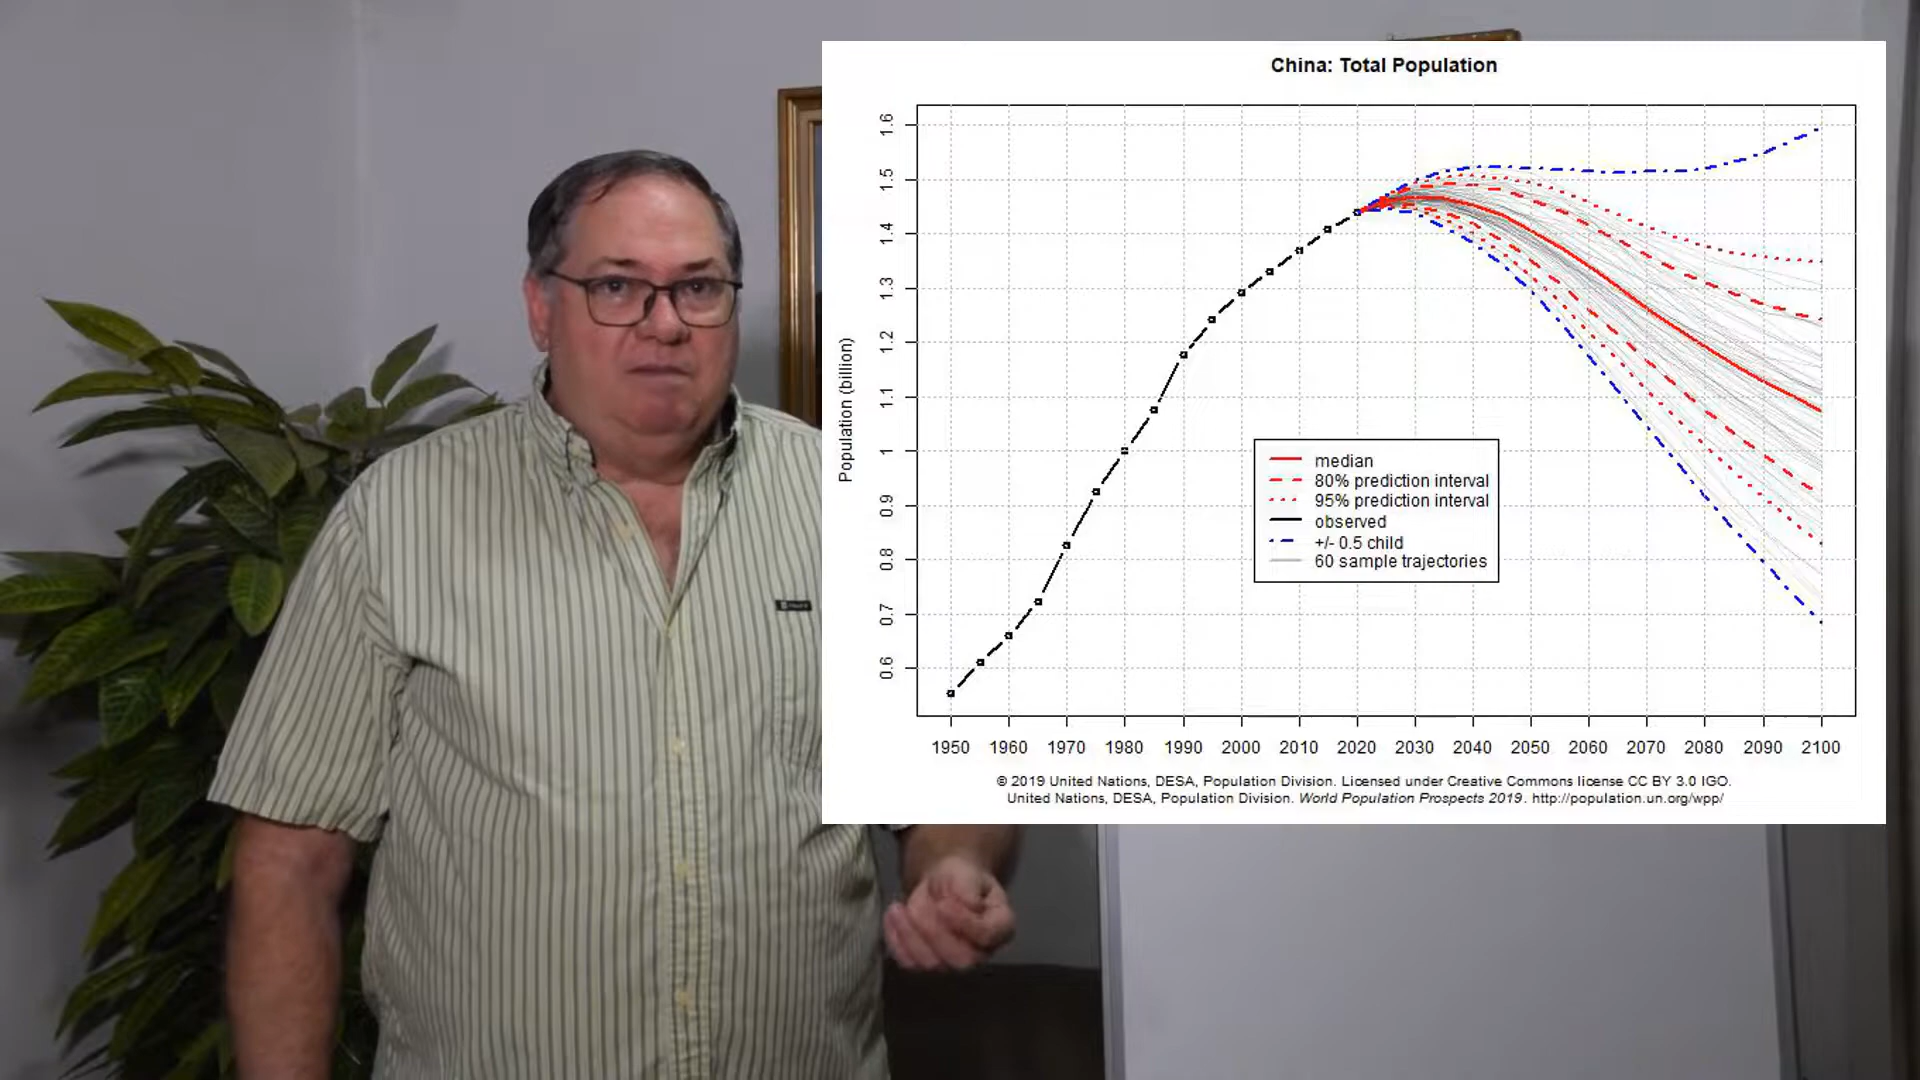 China: Total Population
Population (billion)
1.6
1.5
1.4
1.3
1.2
1.1
1
0.9
0.8
0.7
0.6
median
80% prediction interval
95% prediction interval
observed
+/- 0.5 child
60 sample trajectories
1950 1960 1970 1980 1990 2000 2010 2020 2030 2040 2050 2060 2070 2080 2090 2100
© 2019 United Nations, DESA, Population Division. Licensed under Creative Commons license CC BY 3.0 IGO.
United Nations, DESA, Population Division. World Population Prospects 2019. http://population.un.org/wpp/